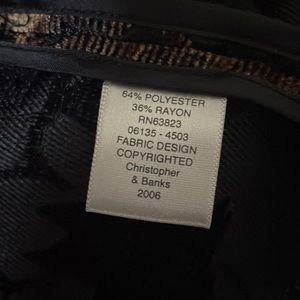 64% POLYESTER
36% RAYON
RN63823
06135 - 4503
FABRIC DESIGN
COPYRIGHTED
Christopher
& Banks
2006